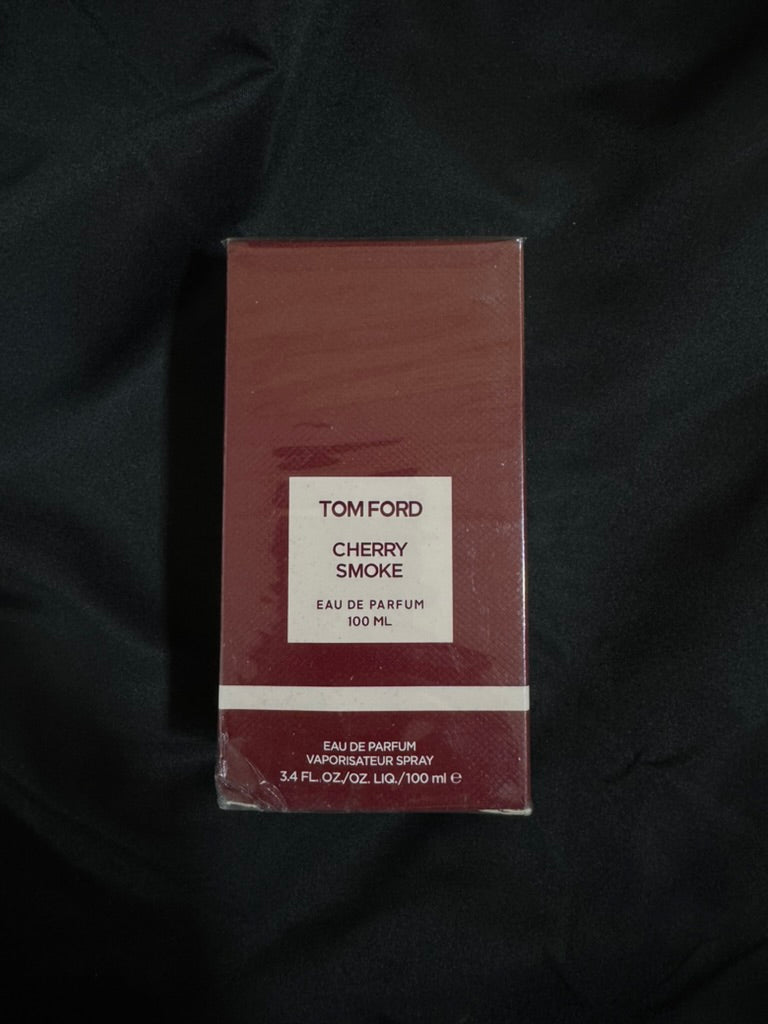 TOM FORD
CHERRY
SMOKE
EAU DE PARFUM
100 ML
EAU DE PARFUM
VAPORISATEUR SPRAY
3.4 FL. OZ./OZ. LIQ./100 ml ℮